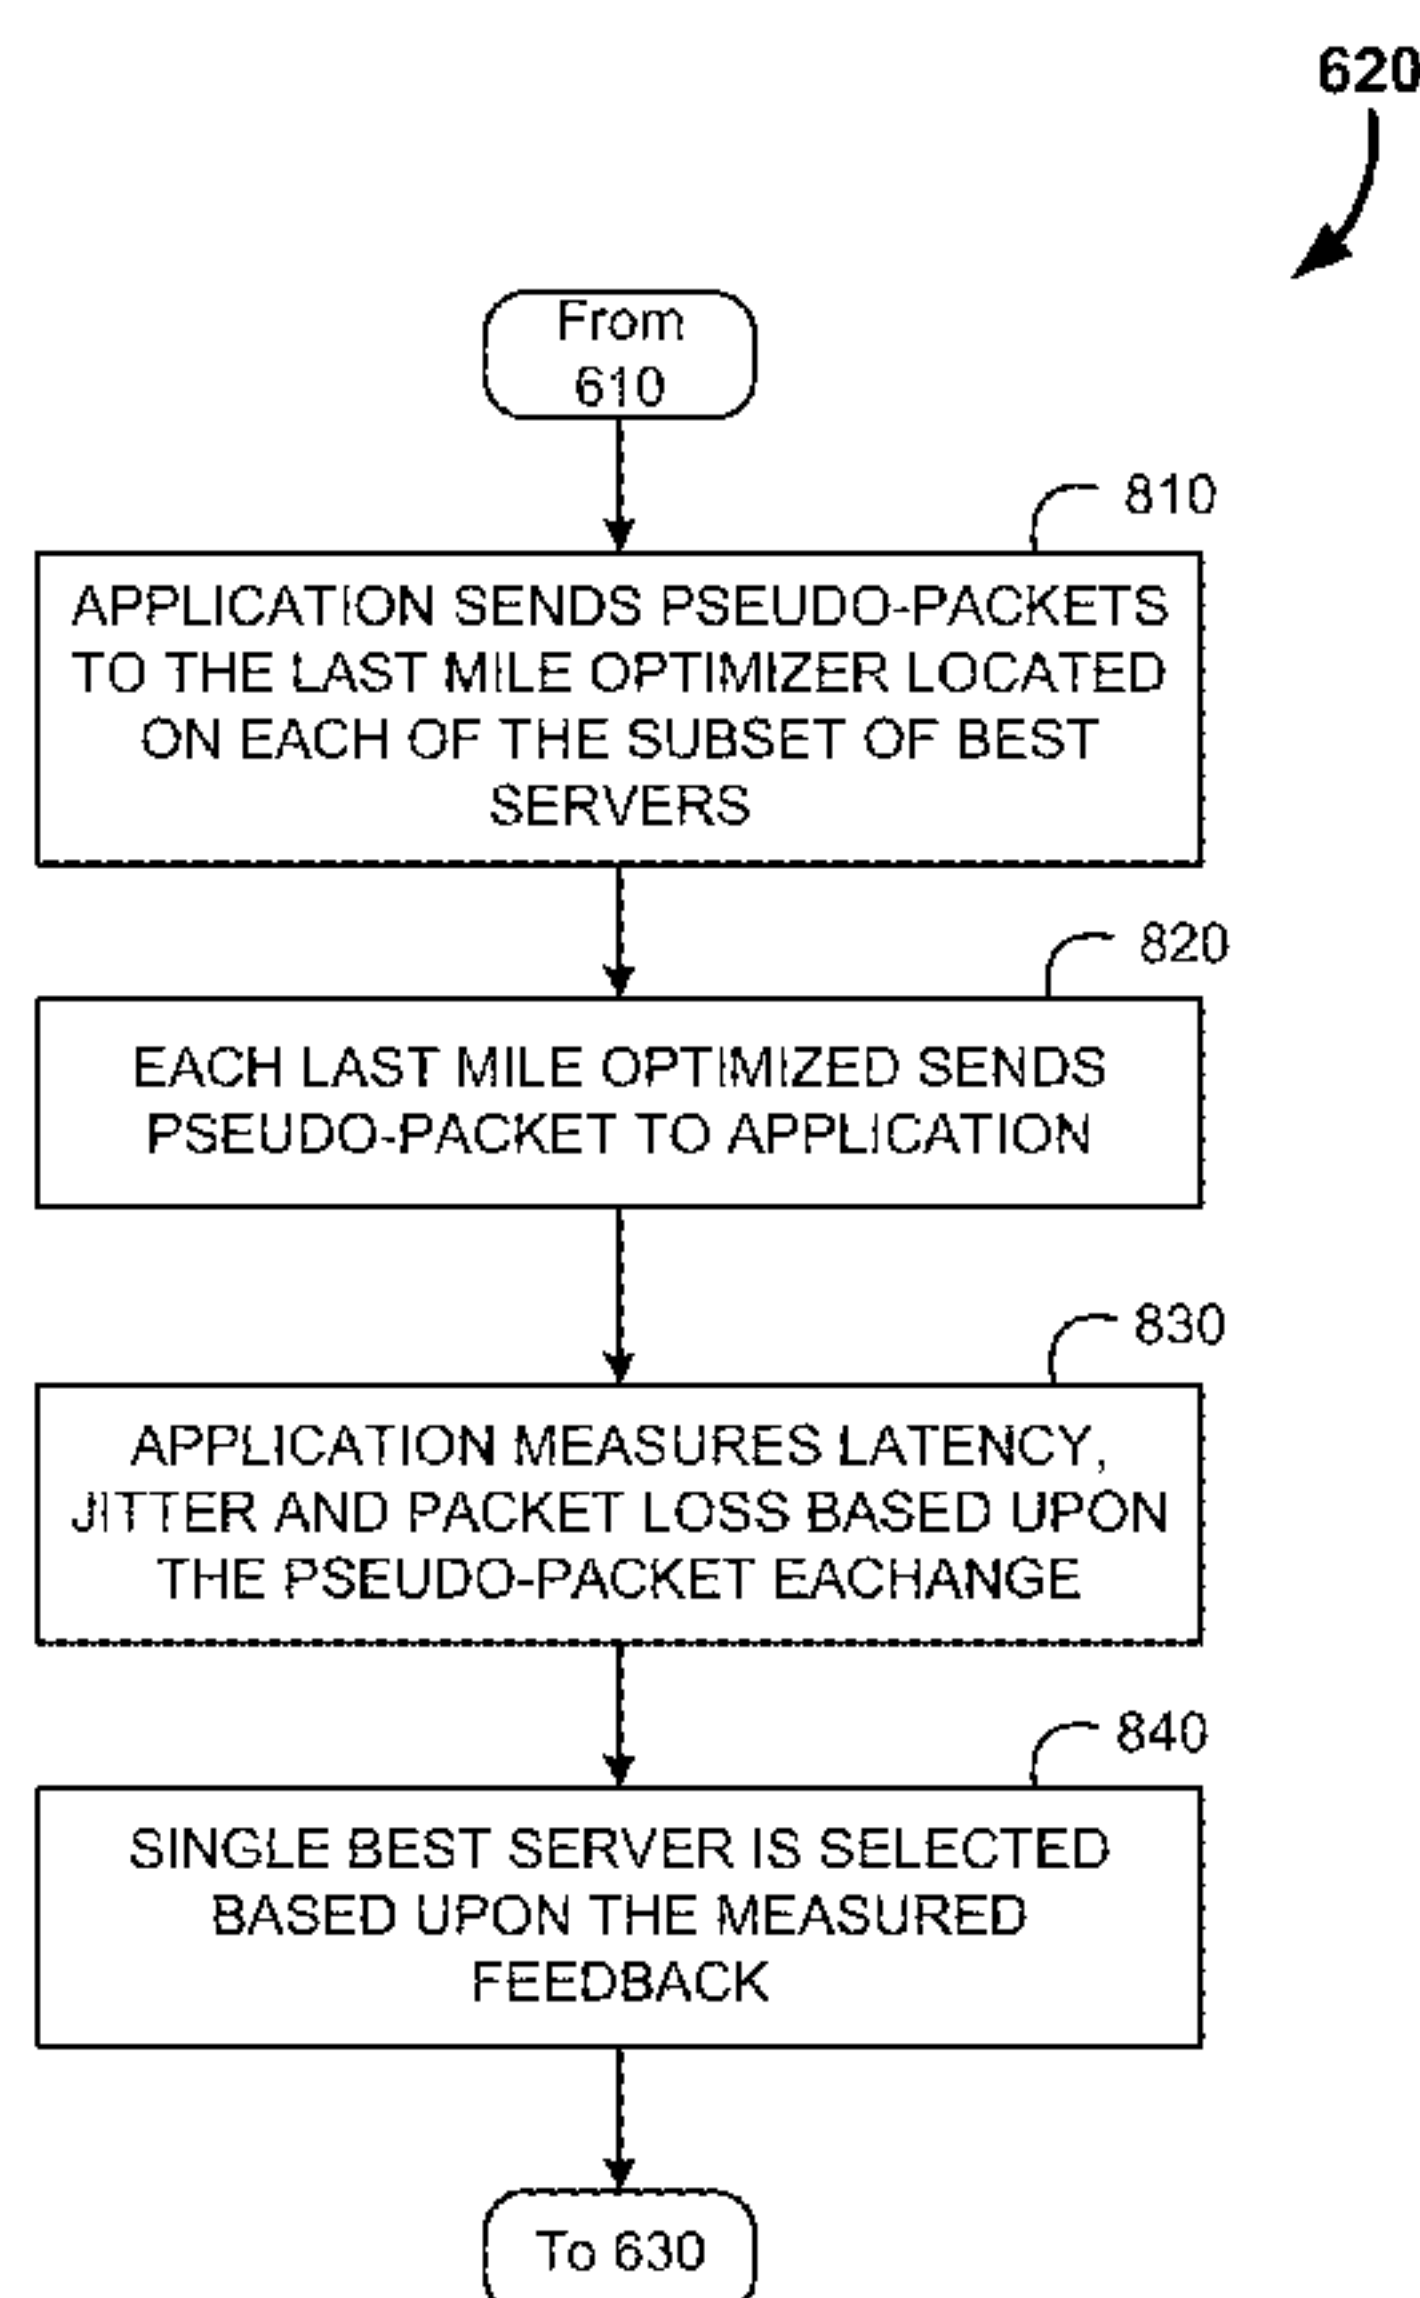 620
From
610
810
APPLICATION SENDS PSEUDO-PACKETS
TO THE LAST MILE OPTIMIZER LOCATED
ON EACH OF THE SUBSET OF BEST
SERVERS
820
EACH LAST MILE OPTIMIZED SENDS
PSEUDO-PACKET TO APPLICATION
830
APPLICATION MEASURES LATENCY,
JITTER AND PACKET LOSS BASED UPON
THE PSEUDO-PACKET EACHANGE
840
SINGLE BEST SERVER IS SELECTED
BASED UPON THE MEASURED
FEEDBACK
To 630